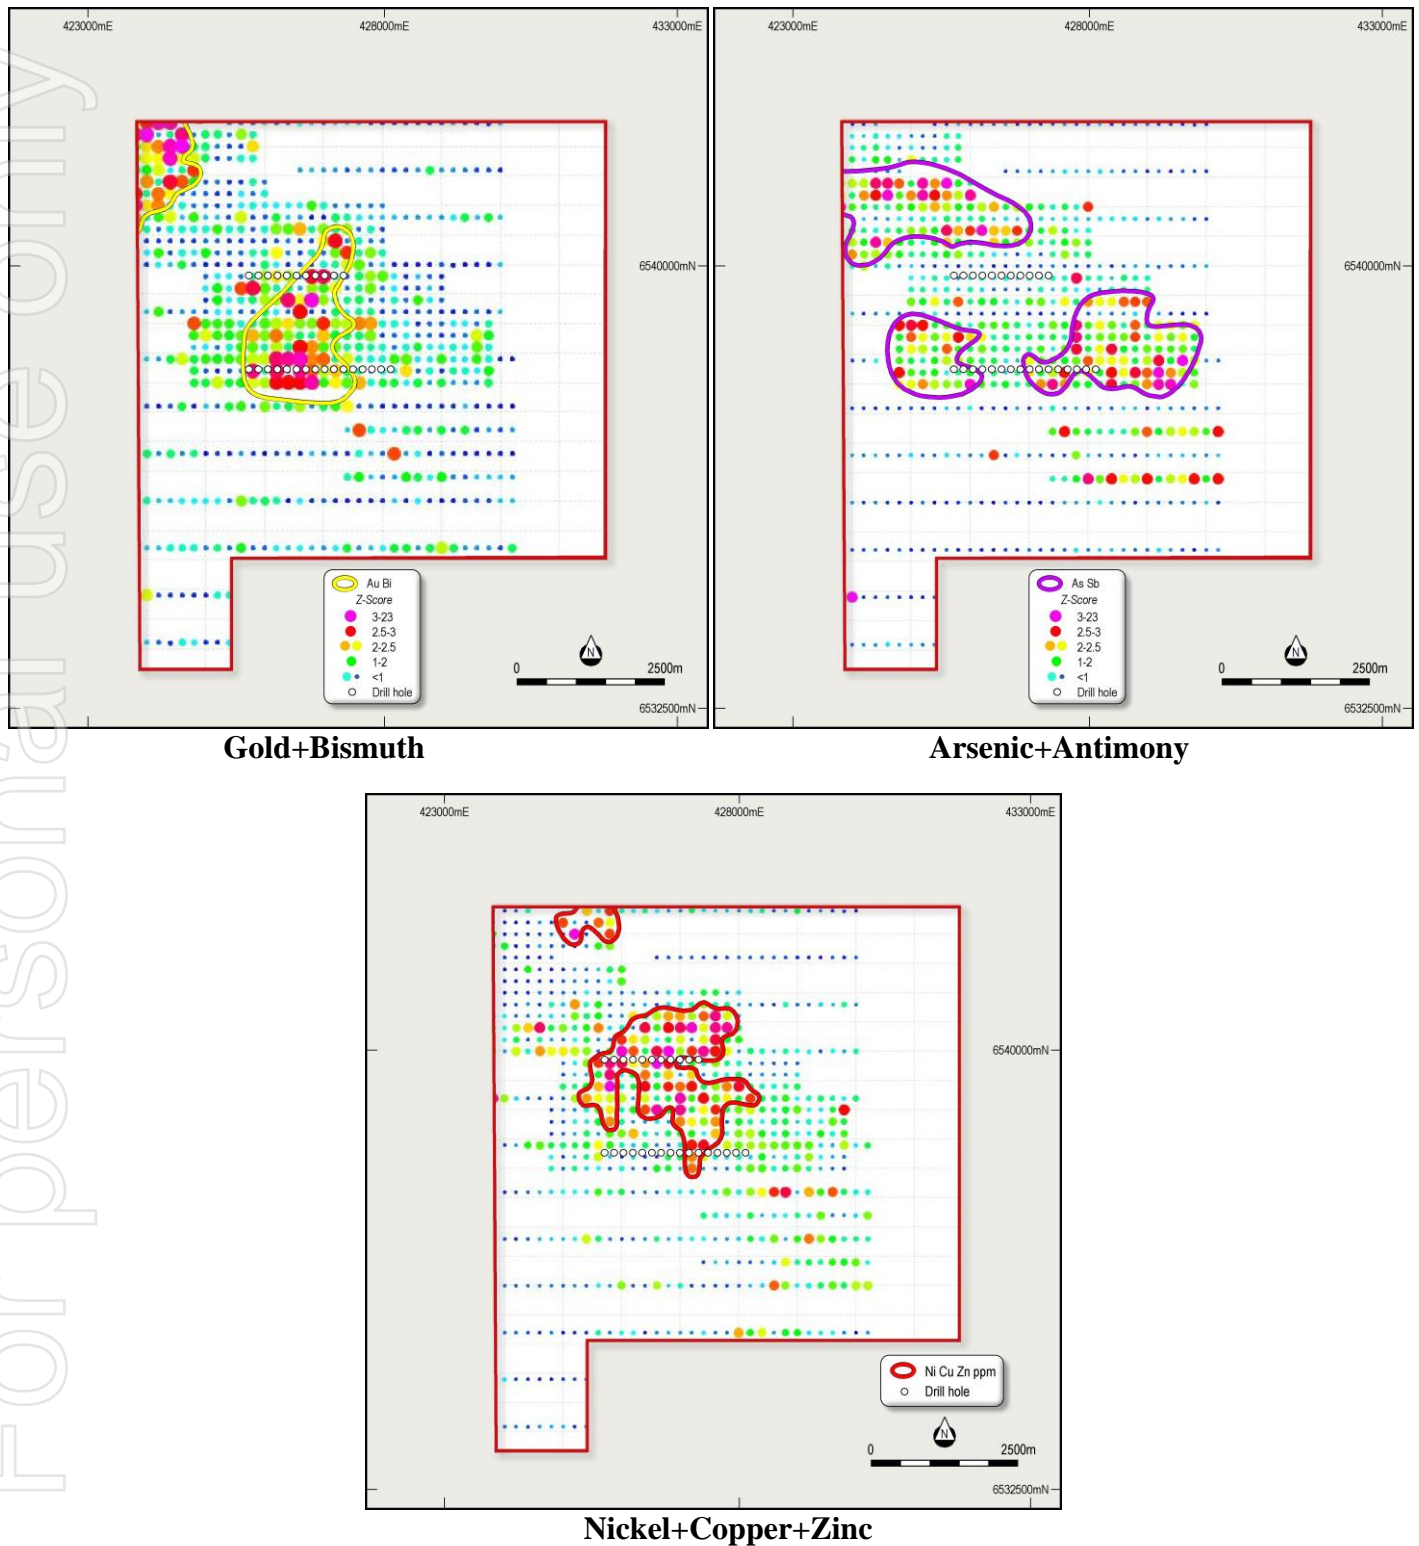 For personal use only
423000mE 428000mE 433000mE
6540000mN
Au Bi
Z-Score
3-23
2.5-3
2-2.5
1-2
<1
Drill hole
N
0 2500m
6532500mN
Gold+Bismuth
423000mE 428000mE 433000mE
6540000mN
As Sb
Z-Score
3-23
2.5-3
2-2.5
1-2
<1
Drill hole
N
0 2500m
6532500mN
Arsenic+Antimony
423000mE 428000mE 433000mE
6540000mN
Ni Cu Zn ppm
Drill hole
N
0 2500m
6532500mN
Nickel+Copper+Zinc